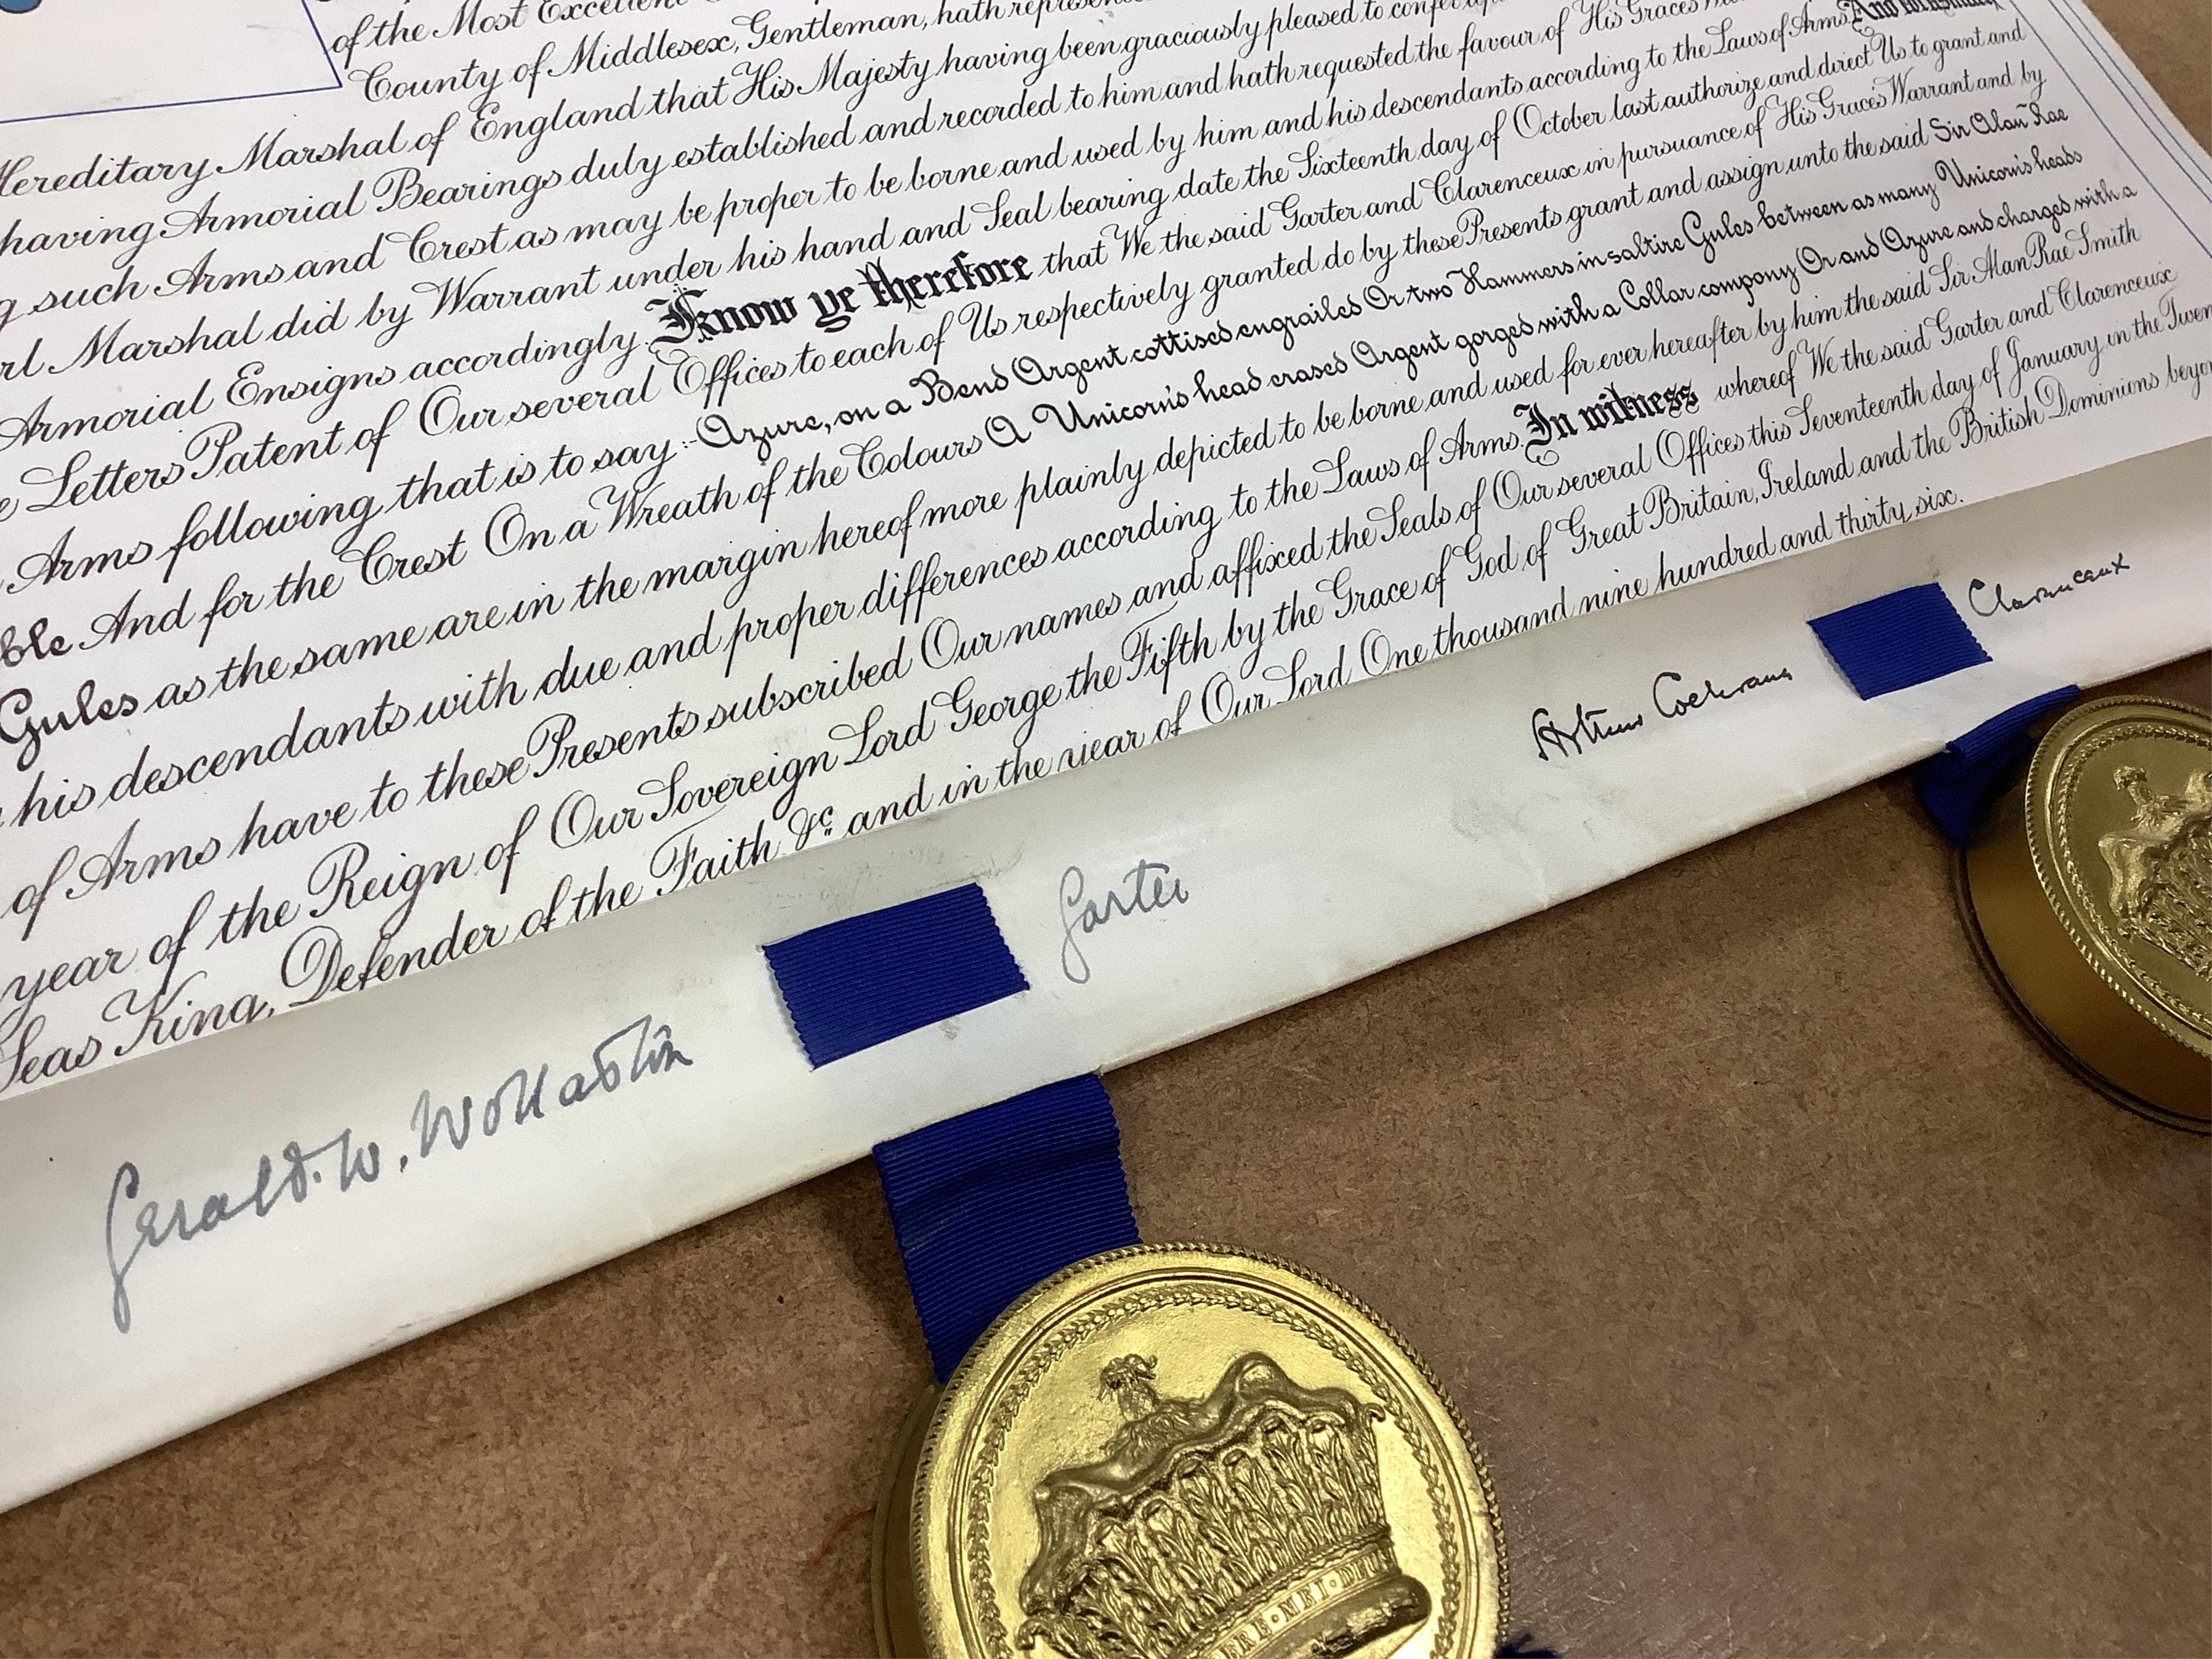 of the Most Excellent
County of Middlesex, Gentleman, hath
Hereditary Marshal of England that His Majesty having been graciously pleased to confer
having Armorial Bearings duly established and recorded to him and hath requested the favour of His Graces
such Arms and Crest as may be proper to be borne and used by him and his descendants according to the Laws of Arms. And
Marshal did by Warrant under his hand and Seal bearing date the Sixteenth day of October last authorize and direct Us to grant and
Armorial Ensigns accordingly. Know ye therefore that We the said Garter and Clarenceux in pursuance of His Grace's Warrant and by
Letters Patent of Our several Offices to each of Us respectively granted do by these Presents grant and assign unto the said Sir Alan Rae
Arms following that is to say:- Azure, on a Bend Argent cottised engrailed Or two Hammers in saltire Gules between as many Unicorn's heads
And for the Crest On a Wreath of the Colours A Unicorn's head erased Argent gorged with a Collar compony Or and Azure and charged with a
Gules as the same are in the margin hereof more plainly depicted to be borne and used for ever hereafter by him the said Sir Alan Rae Smith
his descendants with due and proper differences according to the Laws of Arms. In witness whereof We the said Garter and Clarenceux
of Arms have to these Presents subscribed Our names and affixed the Seals of Our several Offices this Seventeenth day of January in the
year of the Reign of Our Sovereign Lord George the Fifth by the Grace of God of Great Britain, Ireland and the British Dominions
Seas King, Defender of the Faith &c. and in the year of Our Lord One thousand nine hundred and thirty six.
Gerald. W. Wollaston Garter
Arthur Cochrane Clarenceux
MEI·DEUS